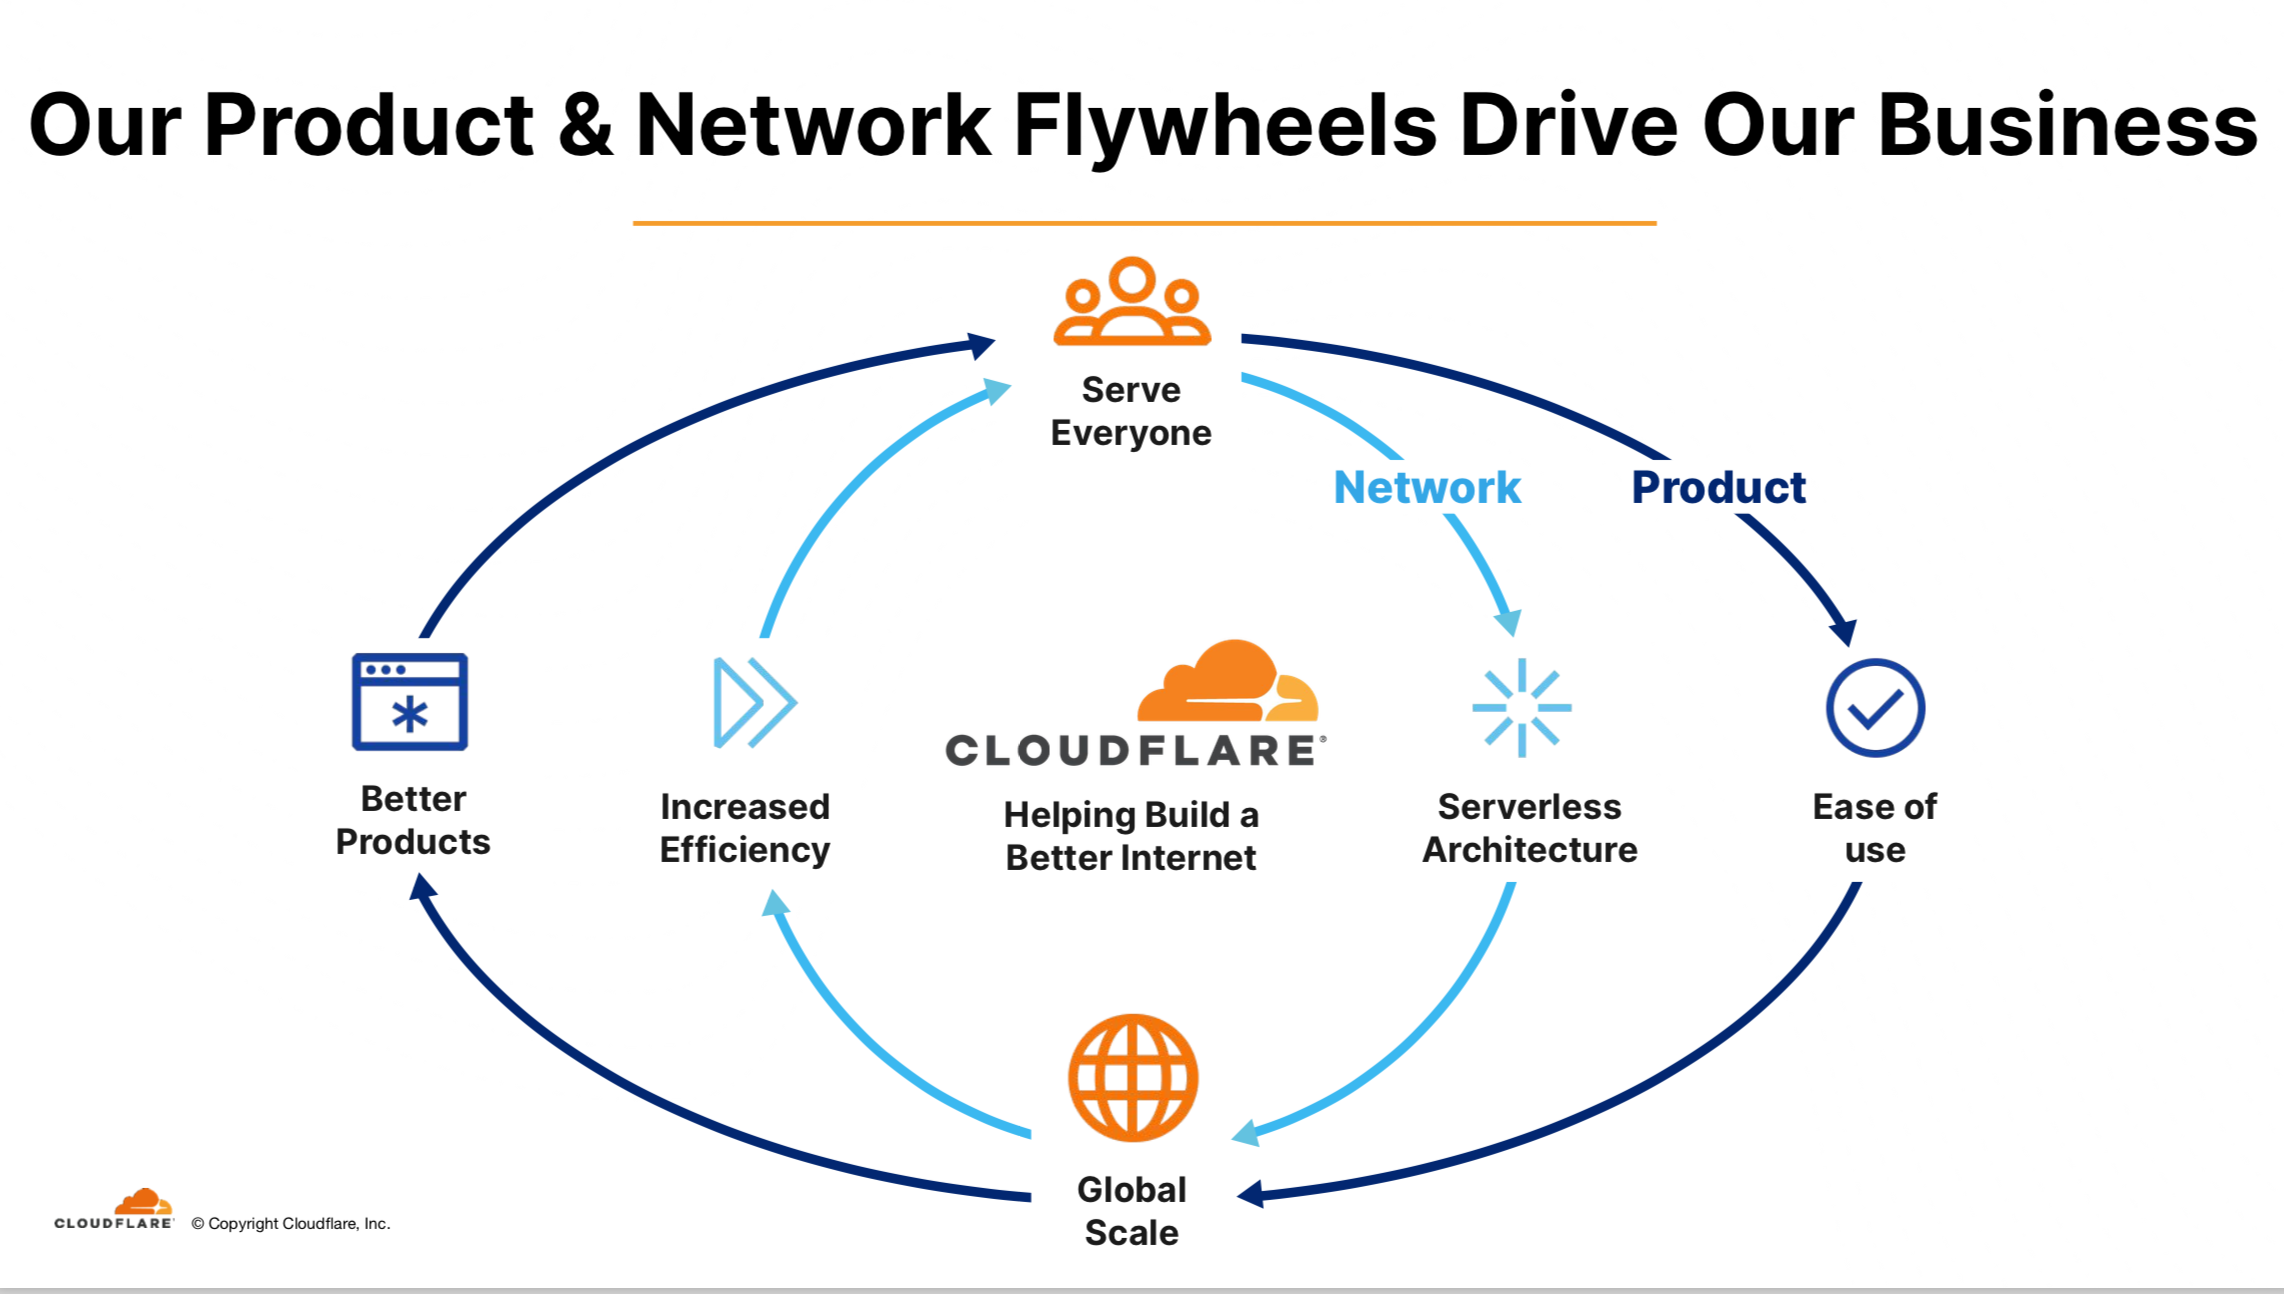 Our Product & Network Flywheels Drive Our Business
Serve
Everyone
Network
Product
Better
Products
Increased
Efficiency
CLOUDFLARE®
Helping Build a
Better Internet
Serverless
Architecture
Ease of
use
Global
Scale
CLOUDFLARE
© Copyright Cloudflare, Inc.